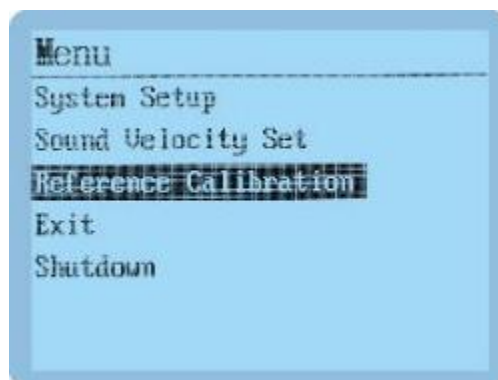 Menu
System Setup
Sound Velocity Set
Reference Calibration
Exit
Shutdown